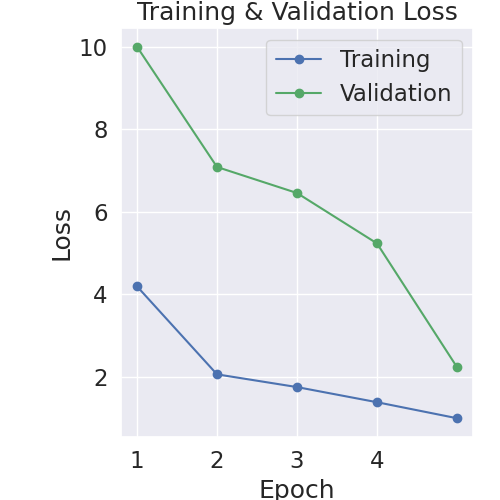 Training & Validation Loss
Training
Validation
Loss
10
8
6
4
2
1 2 3 4
Epoch